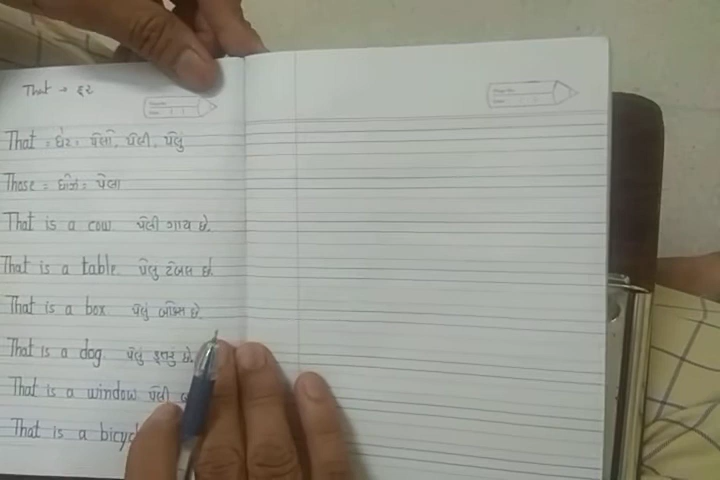 That → દૂર
That = ધેટ = પેલો, પેલી, પેલું
Those = ધોઝ = પેલા
That is a cow પેલી ગાય છે.
That is a table. પેલુ ટેબલ છે.
That is a box. પેલું બોક્સ છે.
That is a dog. પેલું કુતરુ છે.
That is a window પેલી
That is a